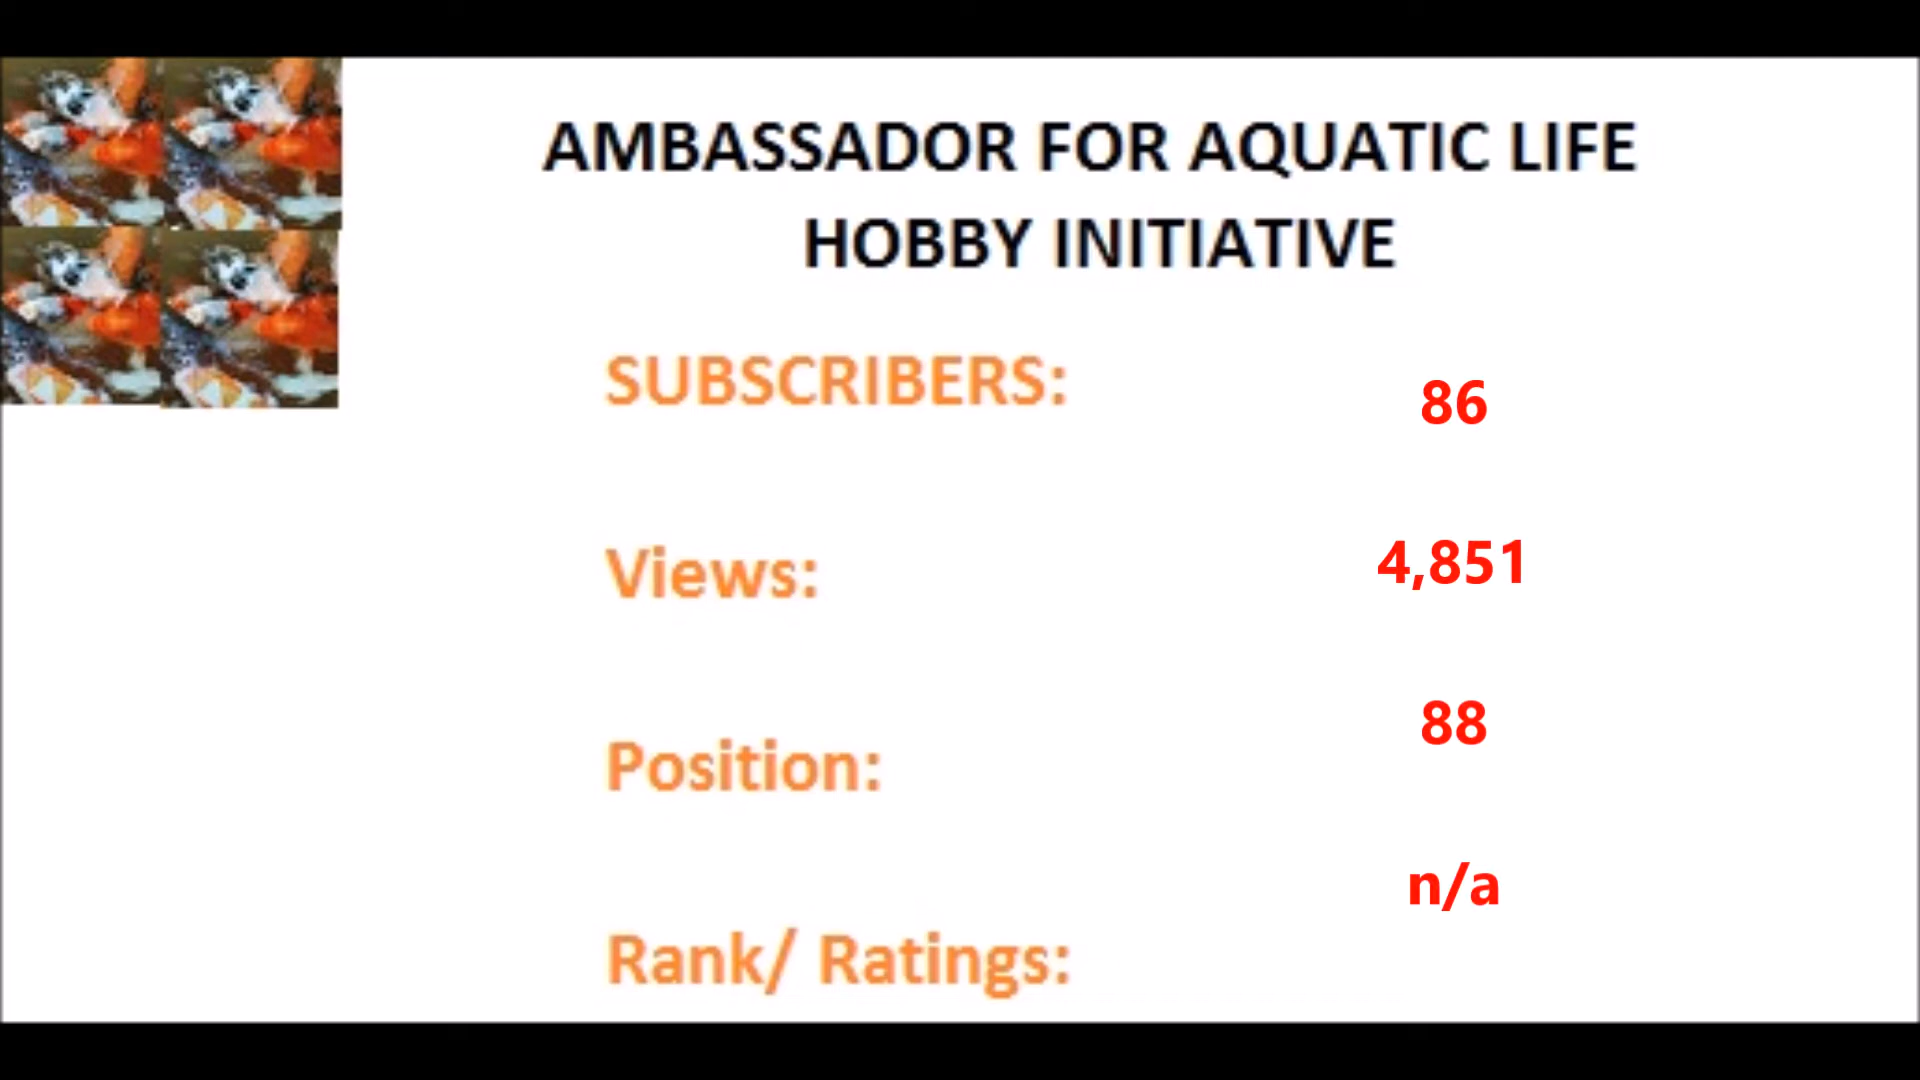 AMBASSADOR FOR AQUATIC LIFE
HOBBY INITIATIVE
SUBSCRIBERS: 86
Views: 4,851
Position: 88
Rank/ Ratings: n/a